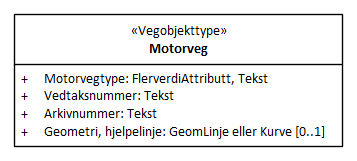 «Vegobjekttype»
Motorveg
+ Motorvegtype: FlerverdiAttributt, Tekst
+ Vedtaksnummer: Tekst
+ Arkivnummer: Tekst
+ Geometri, hjelpelinje: GeomLinje eller Kurve [0..1]